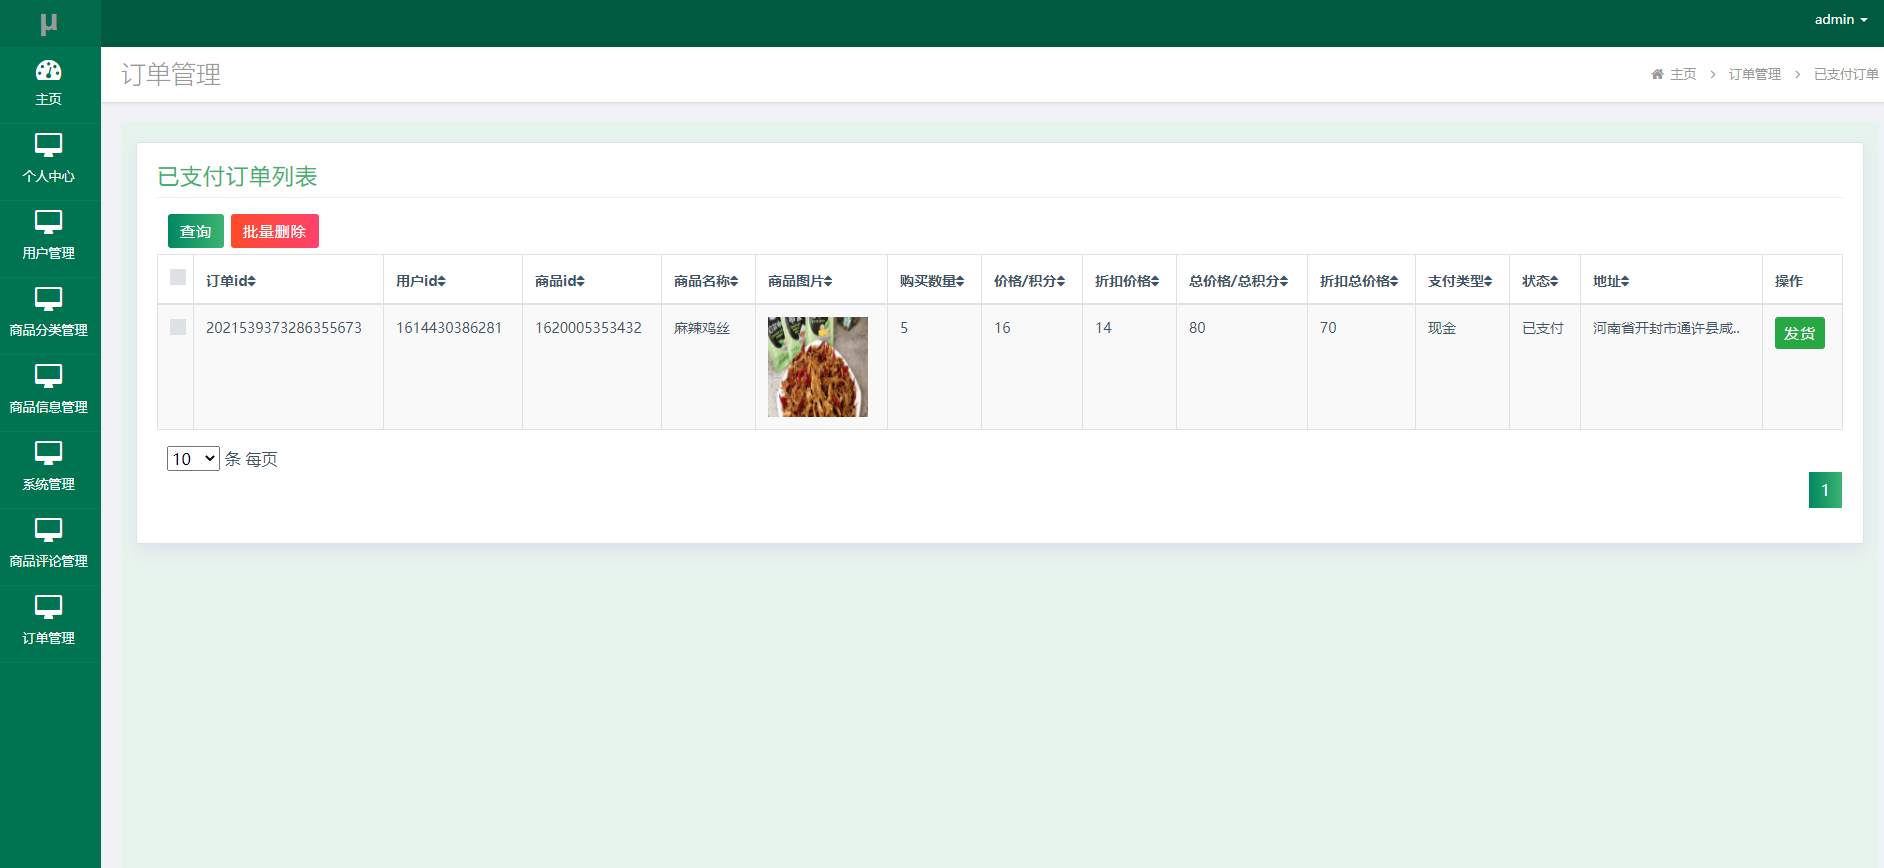 µ
admin
主页
个人中心
用户管理
商品分类管理
商品信息管理
系统管理
商品评论管理
订单管理
订单管理
主页 > 订单管理 > 已支付订单
已支付订单列表
查询 批量删除
订单id 用户id 商品id 商品名称 商品图片 购买数量 价格/积分 折扣价格 总价格/总积分 折扣总价格 支付类型 状态 地址 操作
2021539373286355673 1614430386281 1620005353432 麻辣鸡丝 5 16 14 80 70 现金 已支付 河南省开封市通许县咸.. 发货
10 条 每页
1